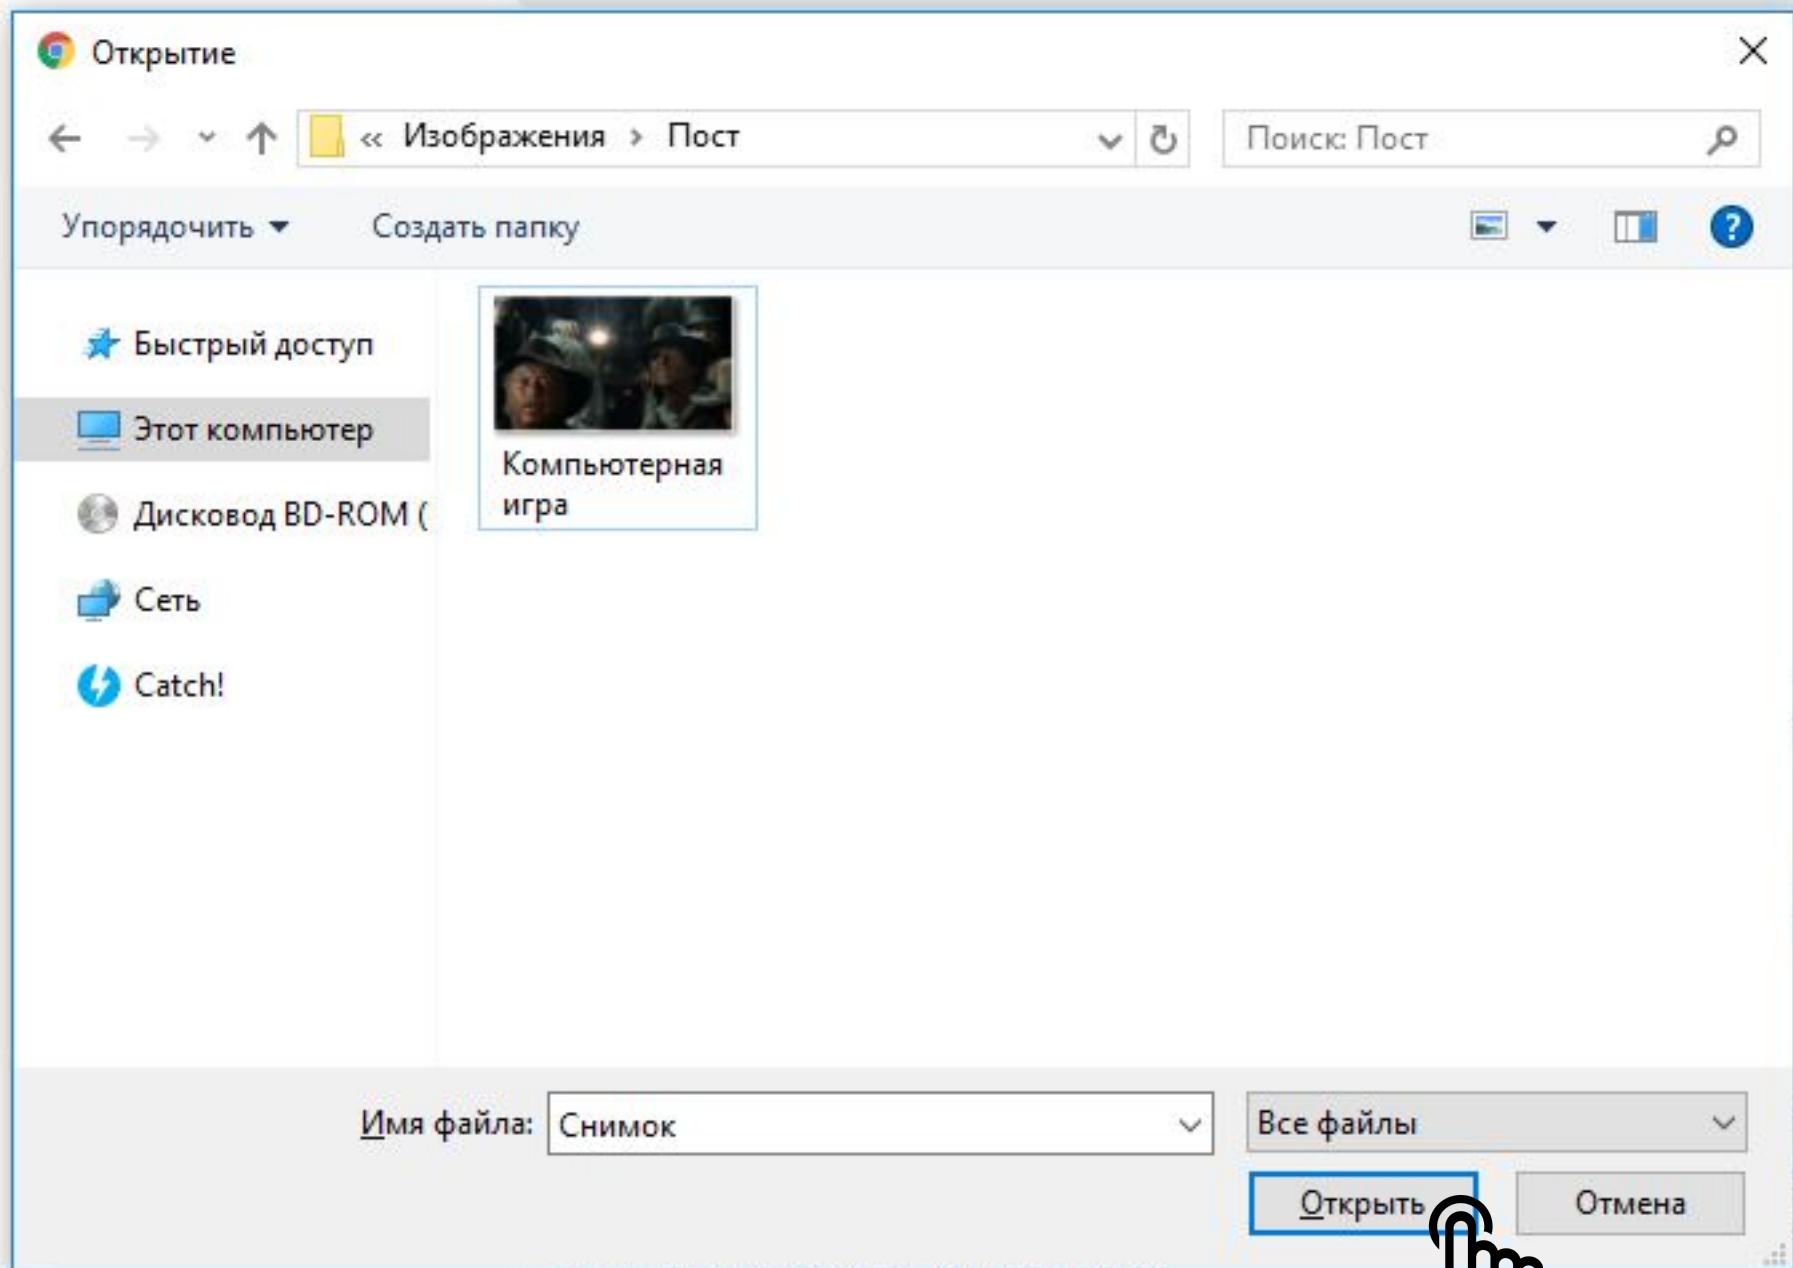 Открытие
« Изображения › Пост
Поиск: Пост
Упорядочить
Создать папку
?
Быстрый доступ
Этот компьютер
Дисковод BD-ROM (
Сеть
Catch!
Компьютерная
игра
Имя файла:
Снимок
Все файлы
Открыть
Отмена